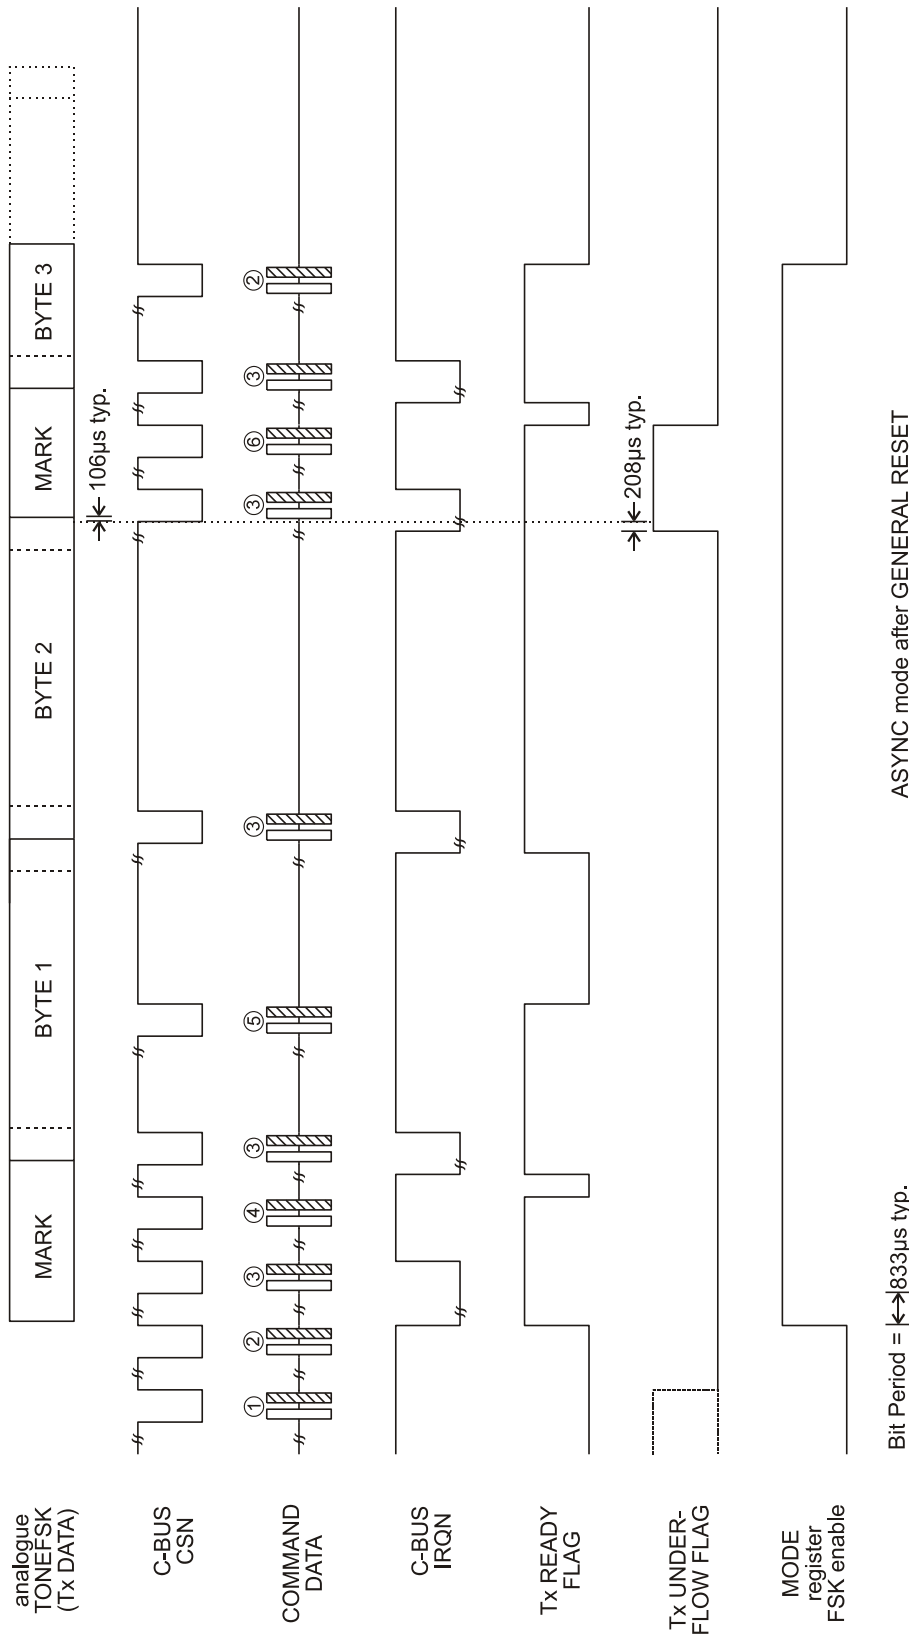 analogue
TONEFSK
(Tx DATA)
MARK
BYTE 1
BYTE 2
MARK
BYTE 3
106µs typ.
C-BUS
CSN
COMMAND
DATA
1
2
3
4
3
5
3
3
6
3
2
C-BUS
IRQN
Tx READY
FLAG
Tx UNDER-
FLOW FLAG
208µs typ.
MODE
register
FSK enable
Bit Period = 833µs typ.
ASYNC mode after GENERAL RESET